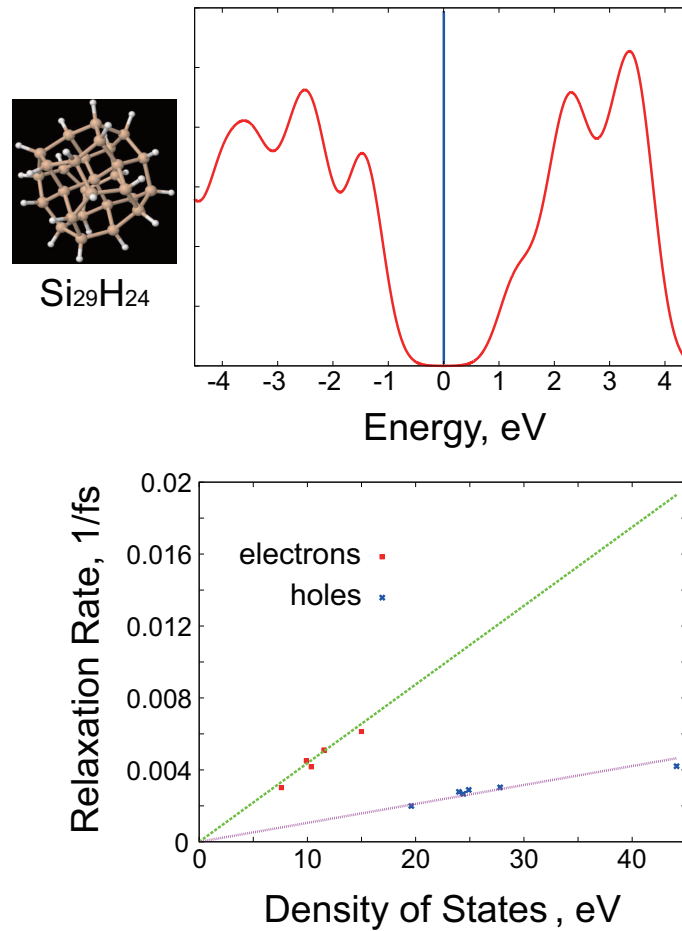 Si₂₉H₂₄
-4 -3 -2 -1 0 1 2 3 4
Energy, eV
Relaxation Rate, 1/fs
0.02
0.016
0.012
0.008
0.004
0
electrons
holes
0 10 20 30 40
Density of States , eV